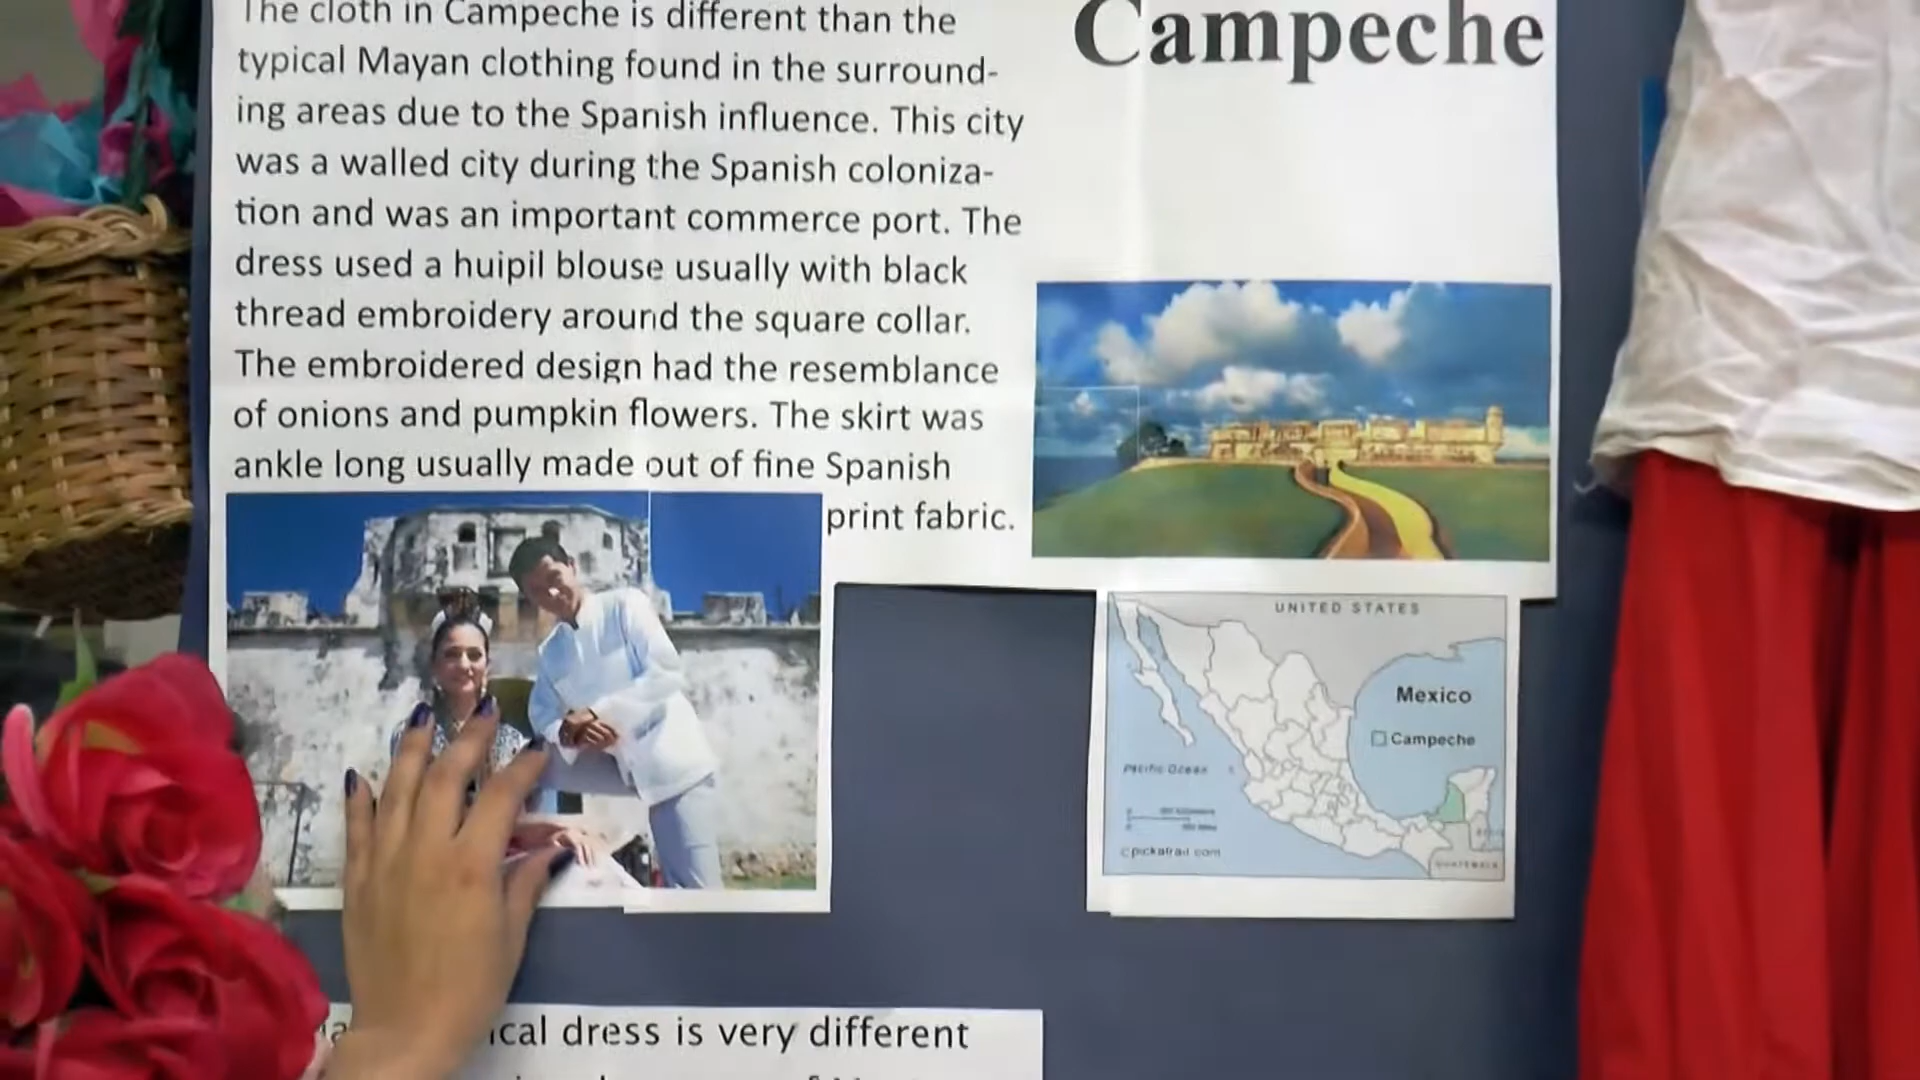 The cloth in Campeche is different than the
typical Mayan clothing found in the surround-
ing areas due to the Spanish influence. This city
was a walled city during the Spanish coloniza-
tion and was an important commerce port. The
dress used a huipil blouse usually with black
thread embroidery around the square collar.
The embroidered design had the resemblance
of onions and pumpkin flowers. The skirt was
ankle long usually made out of fine Spanish
print fabric.
Campeche
UNITED STATES
Mexico
Campeche
Pacific Ocean
©pickatrail.com
GUATEMALA
dress is very different